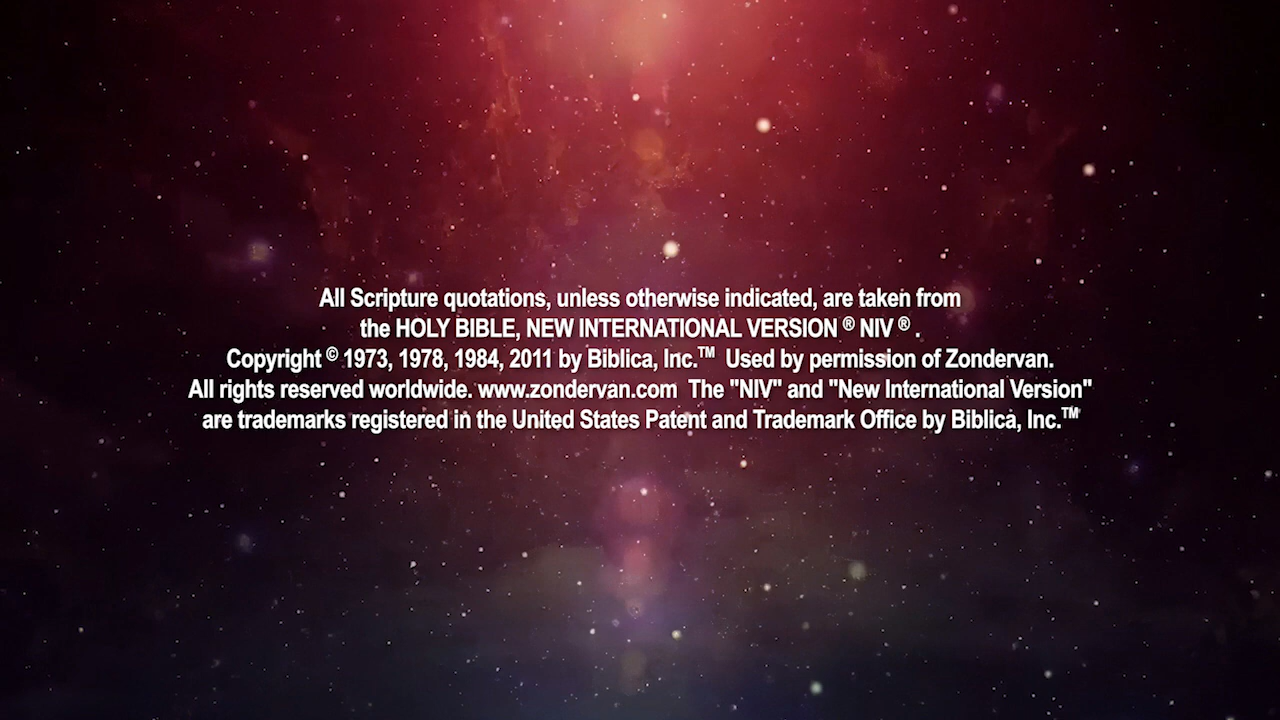 All Scripture quotations, unless otherwise indicated, are taken from
the HOLY BIBLE, NEW INTERNATIONAL VERSION ® NIV ® .
Copyright © 1973, 1978, 1984, 2011 by Biblica, Inc.™ Used by permission of Zondervan.
All rights reserved worldwide. www.zondervan.com The "NIV" and "New International Version"
are trademarks registered in the United States Patent and Trademark Office by Biblica, Inc.™